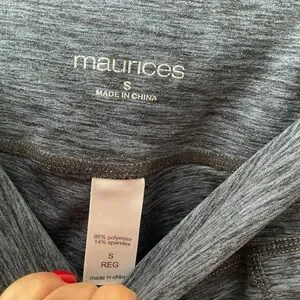 maurices
S
MADE IN CHINA
86% polyester
14% spandex
S
REG
made in china